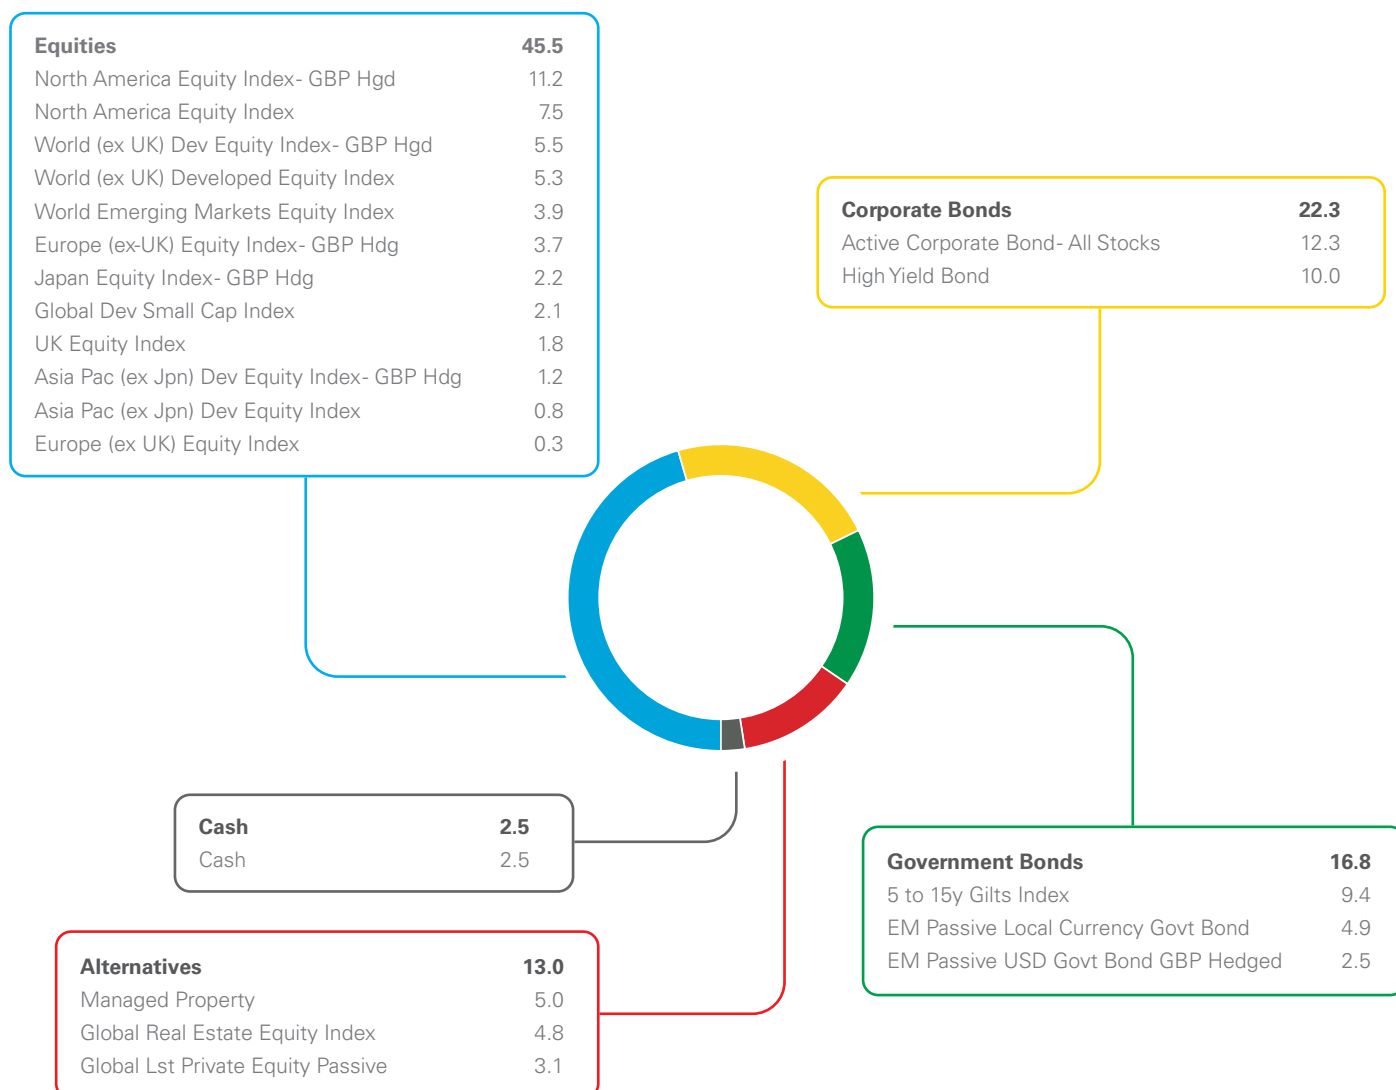 Equities 45.5
North America Equity Index- GBP Hgd 11.2
North America Equity Index 7.5
World (ex UK) Dev Equity Index- GBP Hgd 5.5
World (ex UK) Developed Equity Index 5.3
World Emerging Markets Equity Index 3.9
Europe (ex-UK) Equity Index- GBP Hdg 3.7
Japan Equity Index- GBP Hdg 2.2
Global Dev Small Cap Index 2.1
UK Equity Index 1.8
Asia Pac (ex Jpn) Dev Equity Index- GBP Hdg 1.2
Asia Pac (ex Jpn) Dev Equity Index 0.8
Europe (ex UK) Equity Index 0.3
Corporate Bonds 22.3
Active Corporate Bond- All Stocks 12.3
High Yield Bond 10.0
Cash 2.5
Cash 2.5
Government Bonds 16.8
5 to 15y Gilts Index 9.4
EM Passive Local Currency Govt Bond 4.9
EM Passive USD Govt Bond GBP Hedged 2.5
Alternatives 13.0
Managed Property 5.0
Global Real Estate Equity Index 4.8
Global Lst Private Equity Passive 3.1